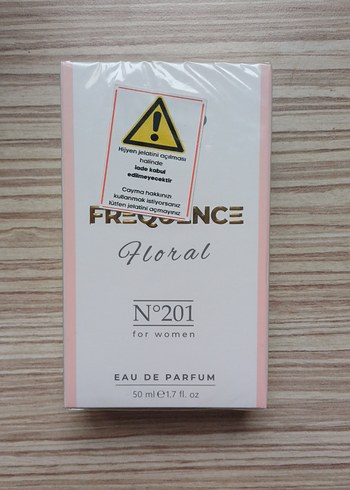 Hijyen jelatini açılması
halinde
iade kabul
edilmeyecektir
Cayma hakkınızı
kullanmak istiyorsanız
lütfen jelatini açmayınız
FREQUENCE
Floral
N°201
for women
EAU DE PARFUM
50 ml ℮ 1.7 fl. oz